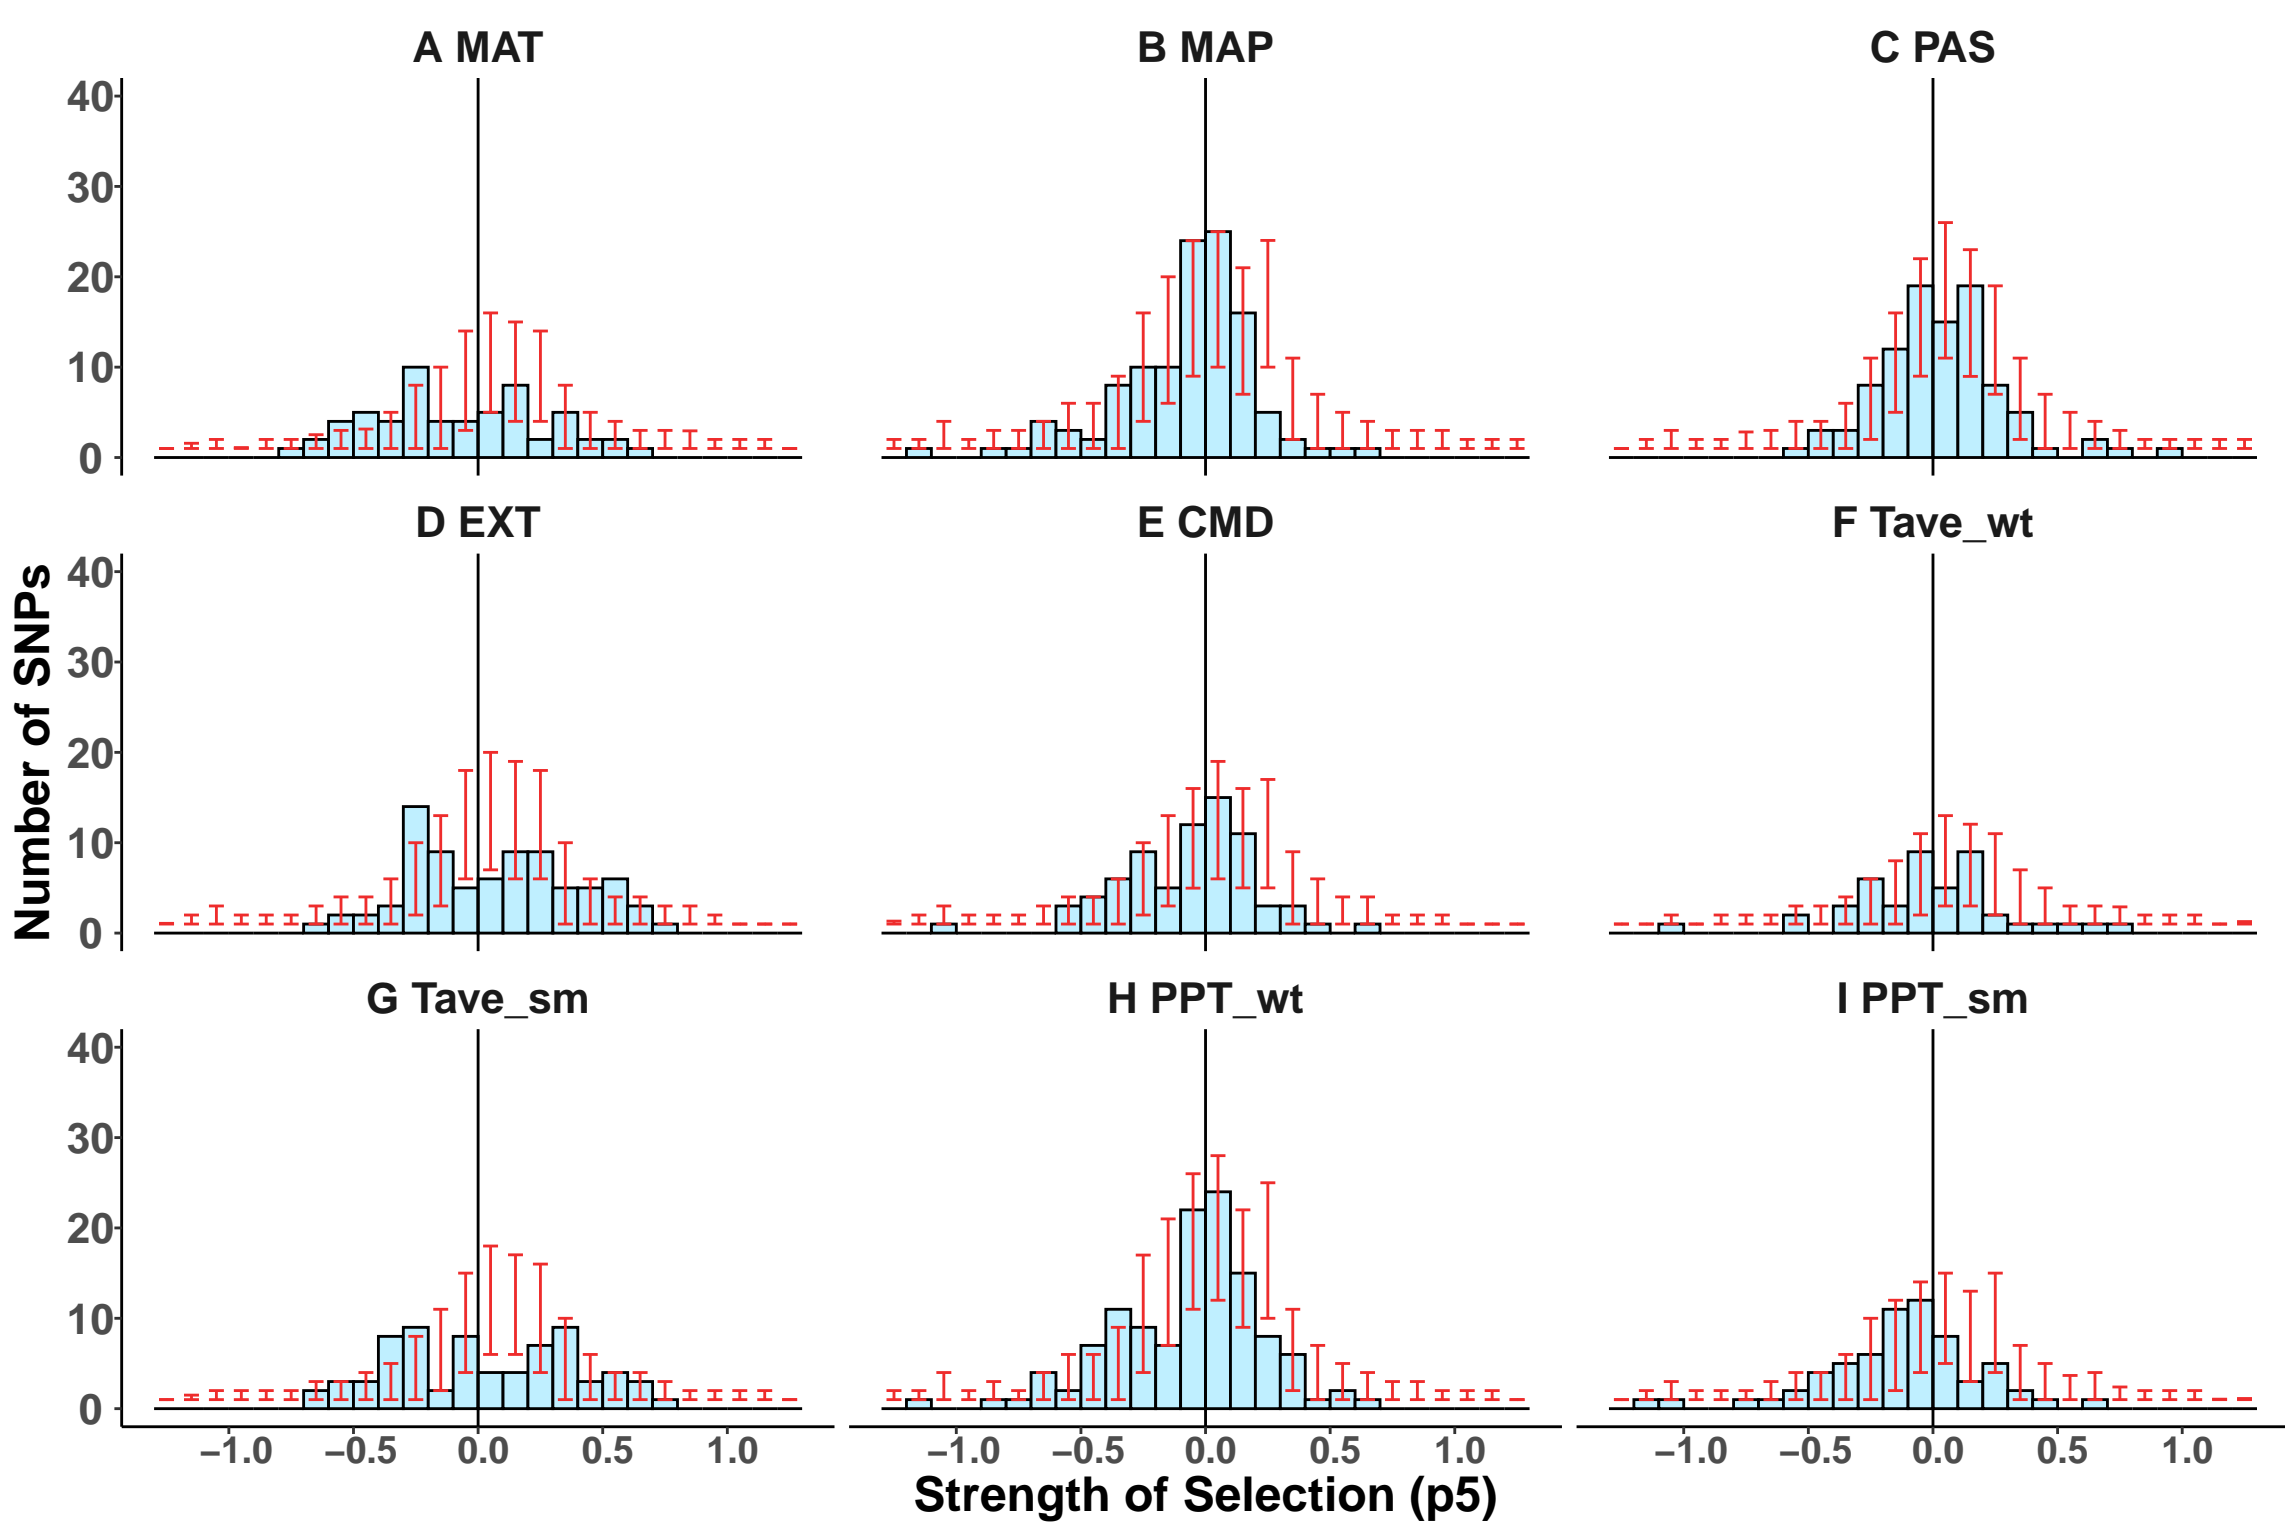 A MAT B MAP C PAS
40
30
20
10
0
D EXT E CMD F Tave_wt
40
30
20
10
0
Number of SNPs
G Tave_sm H PPT_wt I PPT_sm
40
30
20
10
0
−1.0 −0.5 0.0 0.5 1.0 −1.0 −0.5 0.0 0.5 1.0 −1.0 −0.5 0.0 0.5 1.0
Strength of Selection (p5)